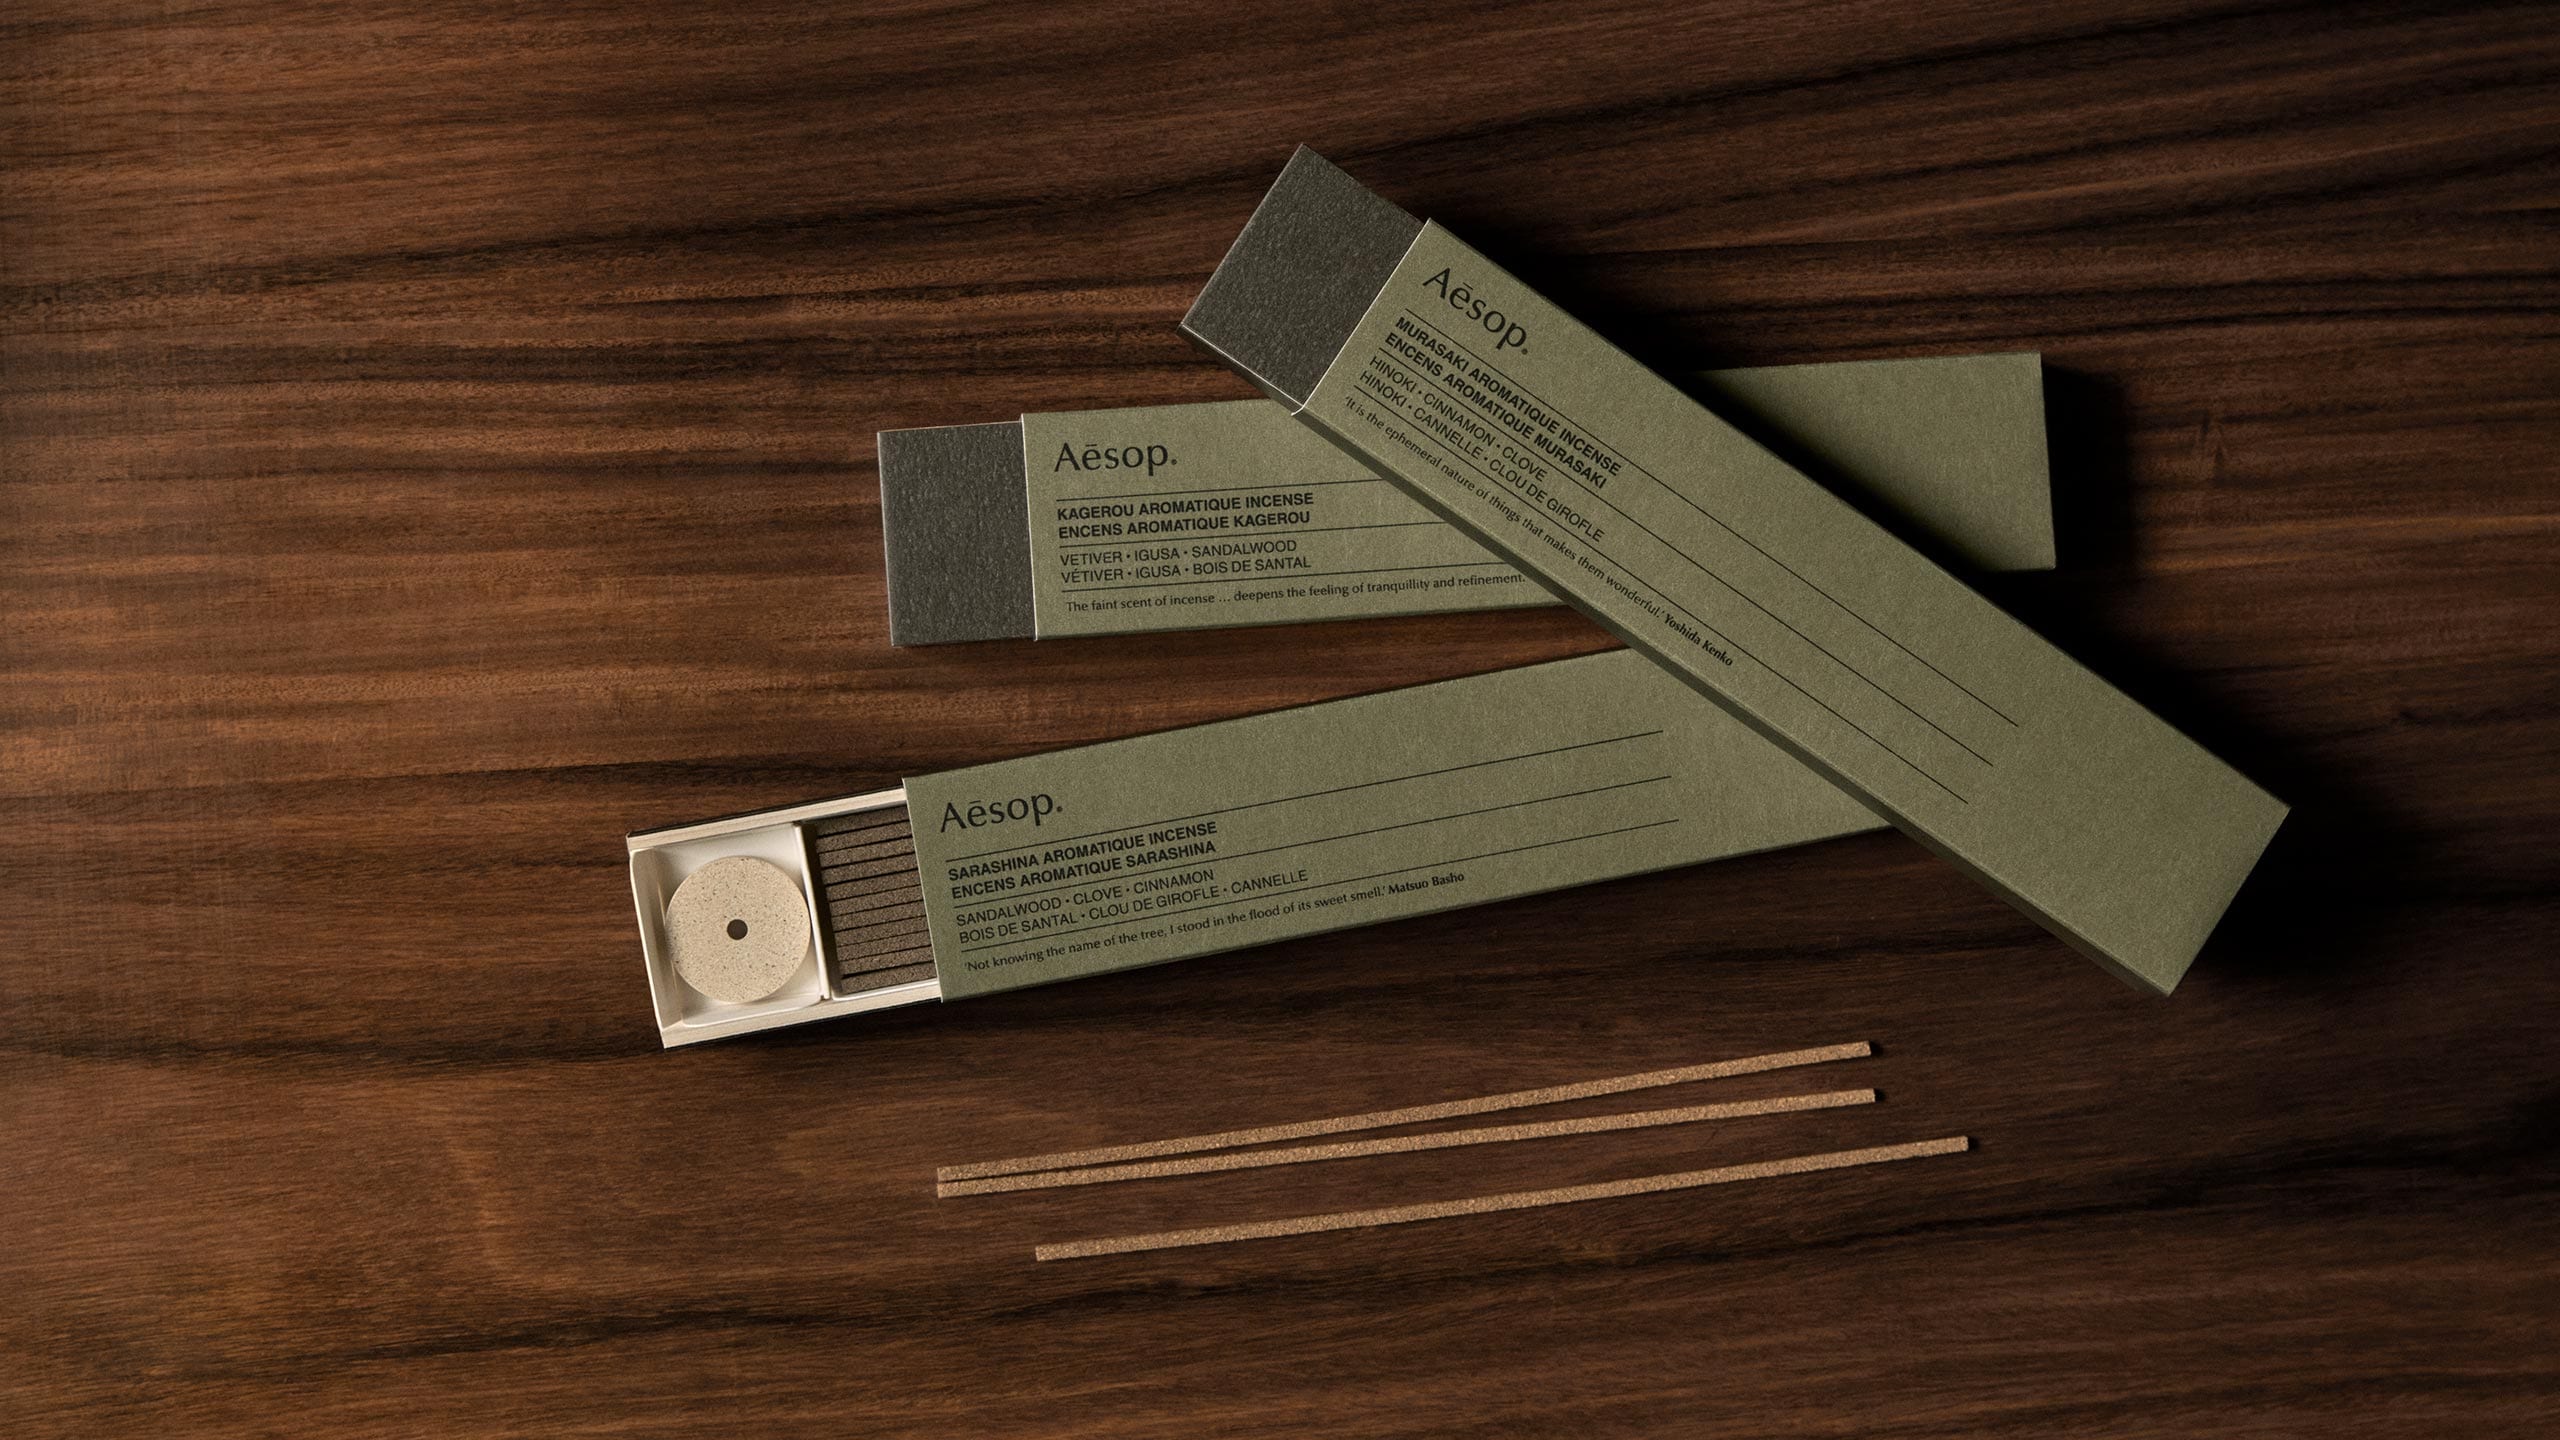 Aēsop.
MURASAKI AROMATIQUE INCENSE
ENCENS AROMATIQUE MURASAKI
HINOKI • CINNAMON • CLOVE
HINOKI • CANNELLE • CLOU DE GIROFLE
‘It is the ephemeral nature of things that makes them wonderful.’ Yoshida Kenko
Aēsop.
KAGEROU AROMATIQUE INCENSE
ENCENS AROMATIQUE KAGEROU
VETIVER • IGUSA • SANDALWOOD
VÉTIVER • IGUSA • BOIS DE SANTAL
The faint scent of incense ... deepens the feeling of tranquillity and refinement.
Aēsop.
SARASHINA AROMATIQUE INCENSE
ENCENS AROMATIQUE SARASHINA
SANDALWOOD • CLOVE • CINNAMON
BOIS DE SANTAL • CLOU DE GIROFLE • CANNELLE
‘Not knowing the name of the tree, I stood in the flood of its sweet smell.’ Matsuo Basho